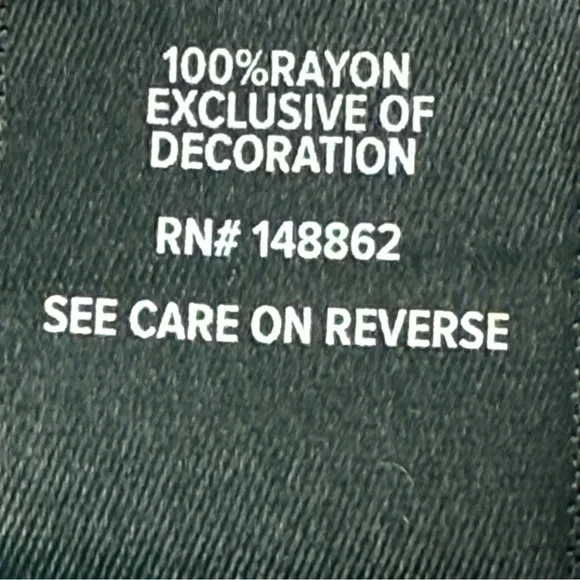 100%RAYON
EXCLUSIVE OF
DECORATION
RN# 148862
SEE CARE ON REVERSE